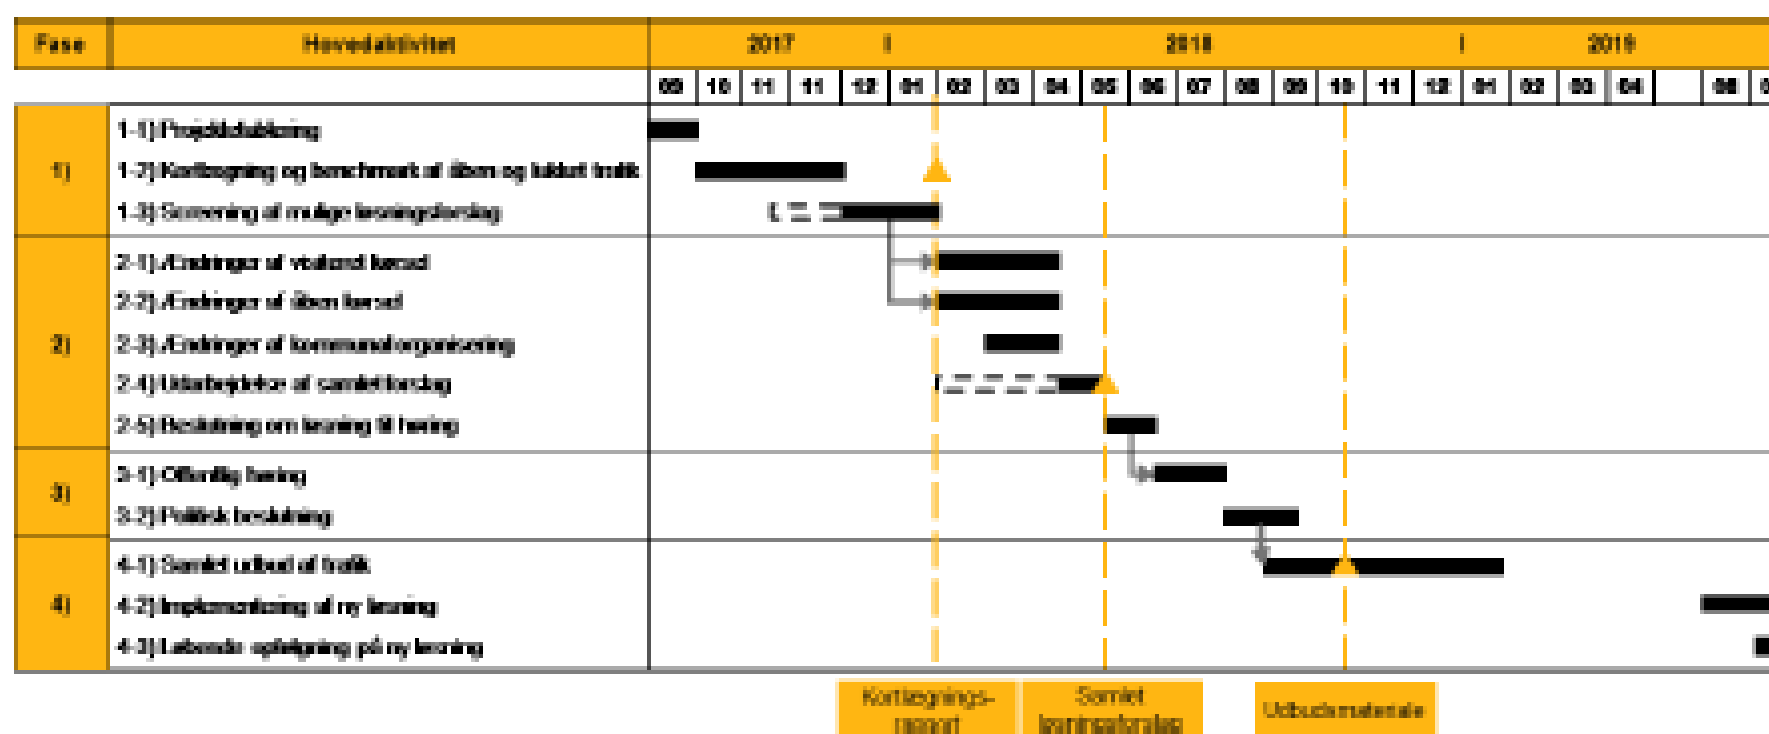 Fase Hovedaktivitet 2017 | 2018 | 2019
09 10 11 11 12 01 02 03 04 05 06 07 08 09 10 11 12 01 02 03 04
1-1) Projektetablering
1) 1-2) Kortlægning og benchmark af åben og lukket trafik
1-3) Screening af mulige løsningsforslag
2-1) Ændringer af visiteret kørsel
2-2) Ændringer af åben kørsel
2) 2-3) Ændringer af kommunal organisering
2-4) Udarbejdelse af samlet forslag
2-5) Beslutning om løsning til høring
3-1) Offentlig høring
3)
3-2) Politisk beslutning
4-1) Samlet udbud af trafik
4) 4-2) Implementering af ny løsning
4-3) Løbende opfølgning på ny løsning
Kortlægnings-
rapport
Samlet
løsningsforslag
Udbudsmateriale